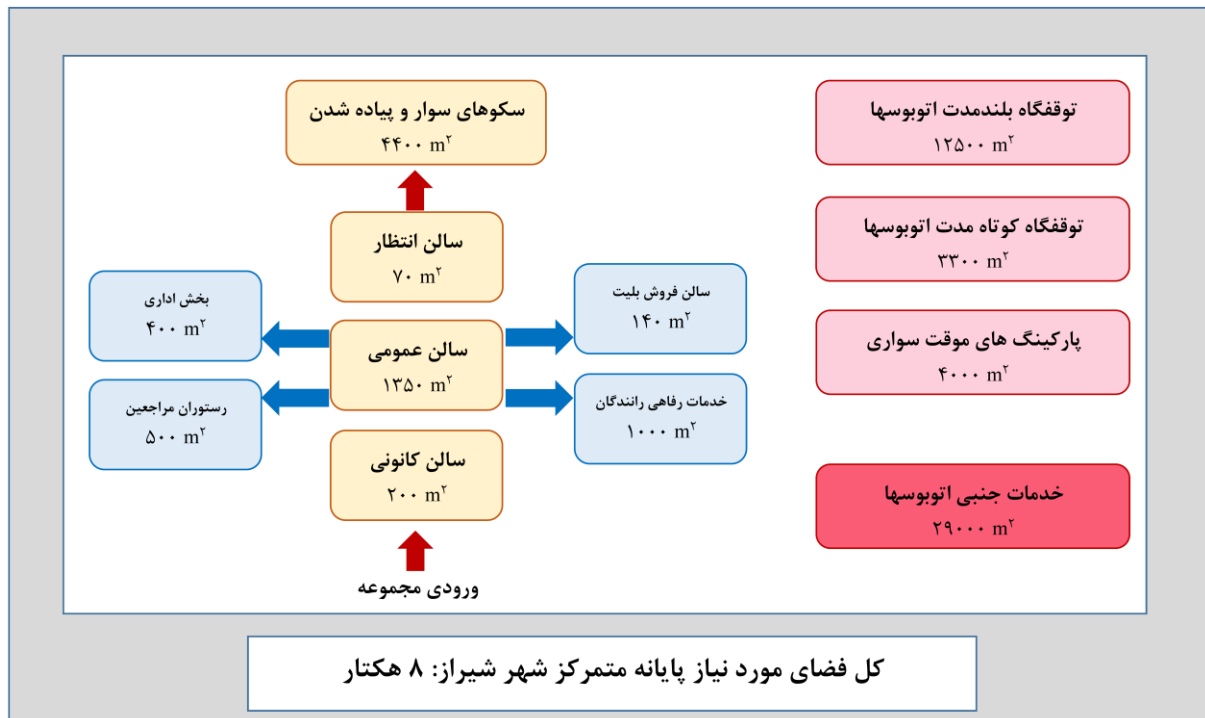 سکوهای سوار و پیاده شدن
۴۴۰۰ m۲
سالن انتظار
۷۰ m۲
بخش اداری
۴۰۰ m۲
سالن فروش بلیت
۱۴۰ m۲
سالن عمومی
۱۳۵۰ m۲
رستوران مراجعین
۵۰۰ m۲
خدمات رفاهی رانندگان
۱۰۰۰ m۲
سالن کانونی
۲۰۰ m۲
ورودی مجموعه
توقفگاه بلندمدت اتوبوسها
۱۲۵۰۰ m۲
توقفگاه کوتاه مدت اتوبوسها
۳۳۰۰ m۲
پارکینگ های موقت سواری
۴۰۰۰ m۲
خدمات جنبی اتوبوسها
۲۹۰۰۰ m۲
کل فضای مورد نیاز پایانه متمرکز شهر شیراز: ۸ هکتار